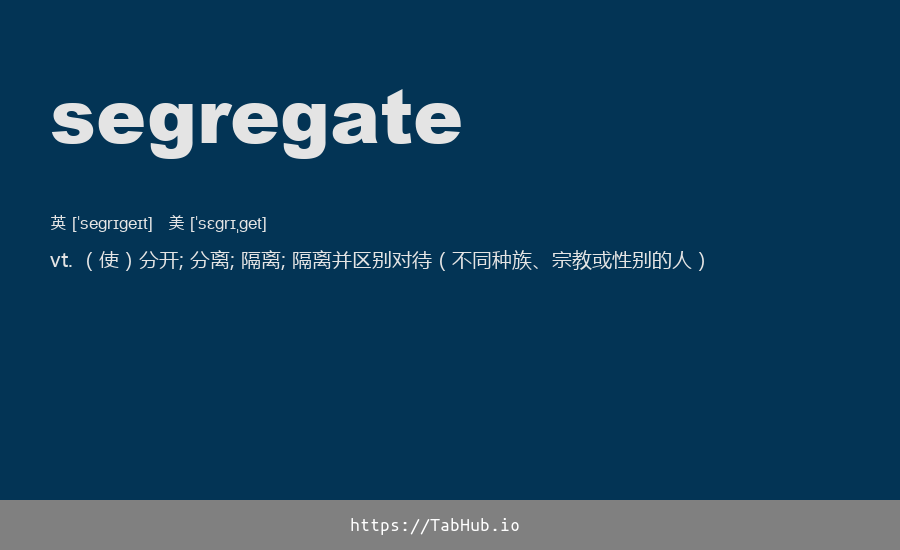 segregate
英 [ˈsegrɪgeɪt] 美 [ˈsɛɡrɪˌɡet]
vt. （使）分开; 分离; 隔离; 隔离并区别对待（不同种族、宗教或性别的人）
https://TabHub.io